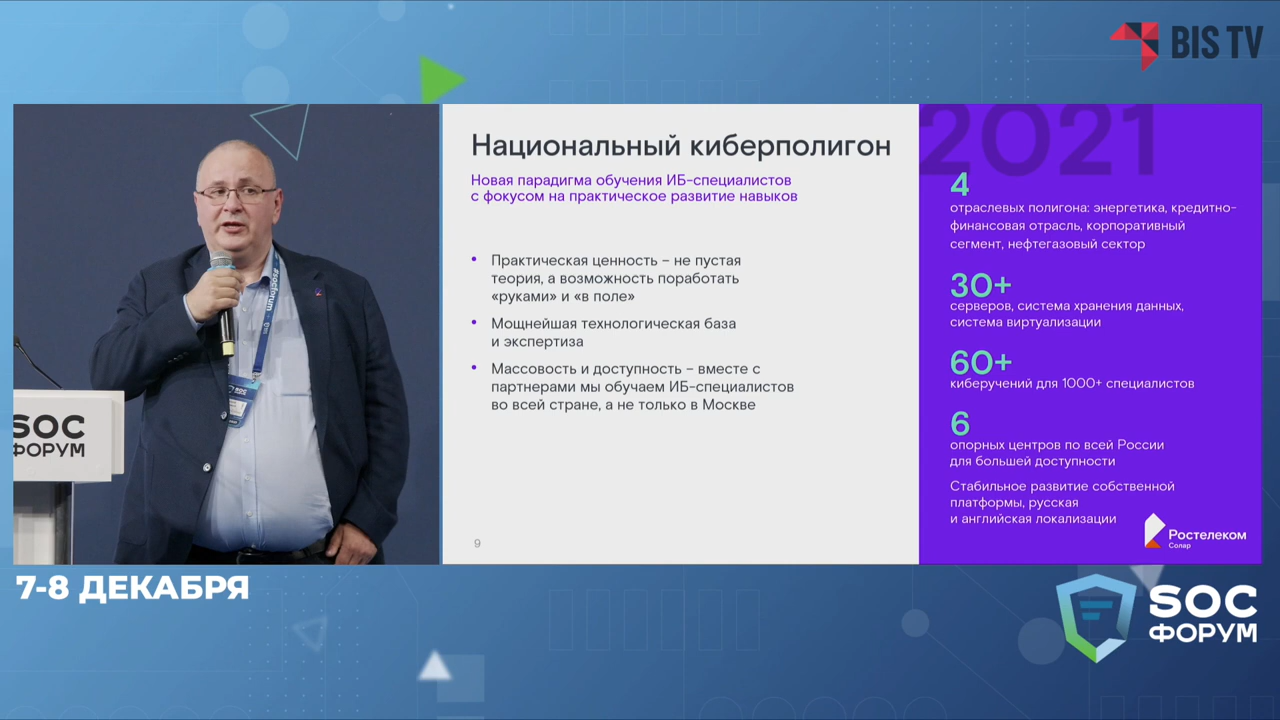 BIS TV
Национальный киберполигон
Новая парадигма обучения ИБ-специалистов
с фокусом на практическое развитие навыков
• Практическая ценность – не пустая
теория, а возможность поработать
«руками» и «в поле»
• Мощнейшая технологическая база
и экспертиза
• Массовость и доступность – вместе с
партнерами мы обучаем ИБ-специалистов
во всей стране, а не только в Москве
9
2021
4
отраслевых полигона: энергетика, кредитно-
финансовая отрасль, корпоративный
сегмент, нефтегазовый сектор
30+
серверов, система хранения данных,
система виртуализации
60+
киберучений для 1000+ специалистов
6
опорных центров по всей России
для большей доступности
Стабильное развитие собственной
платформы, русская
и английская локализации
Ростелеком
Солар
#socforum
SOC
SOC
ФОРУМ
7-8 ДЕКАБРЯ
SOC
ФОРУМ